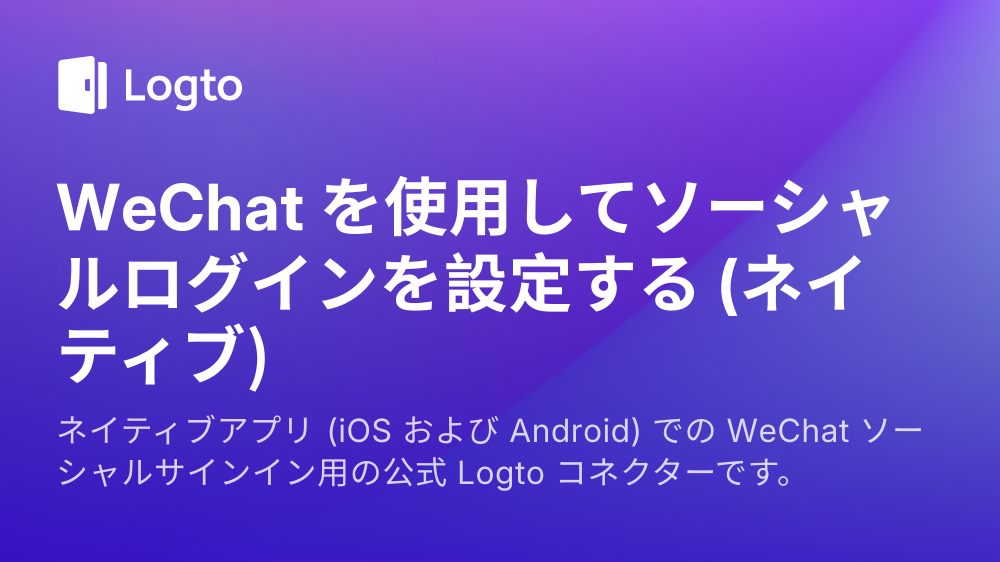 Logto
WeChat を使用してソーシャ
ルログインを設定する (ネイ
ティブ)
ネイティブアプリ (iOS および Android) での WeChat ソー
シャルサインイン用の公式 Logto コネクターです。